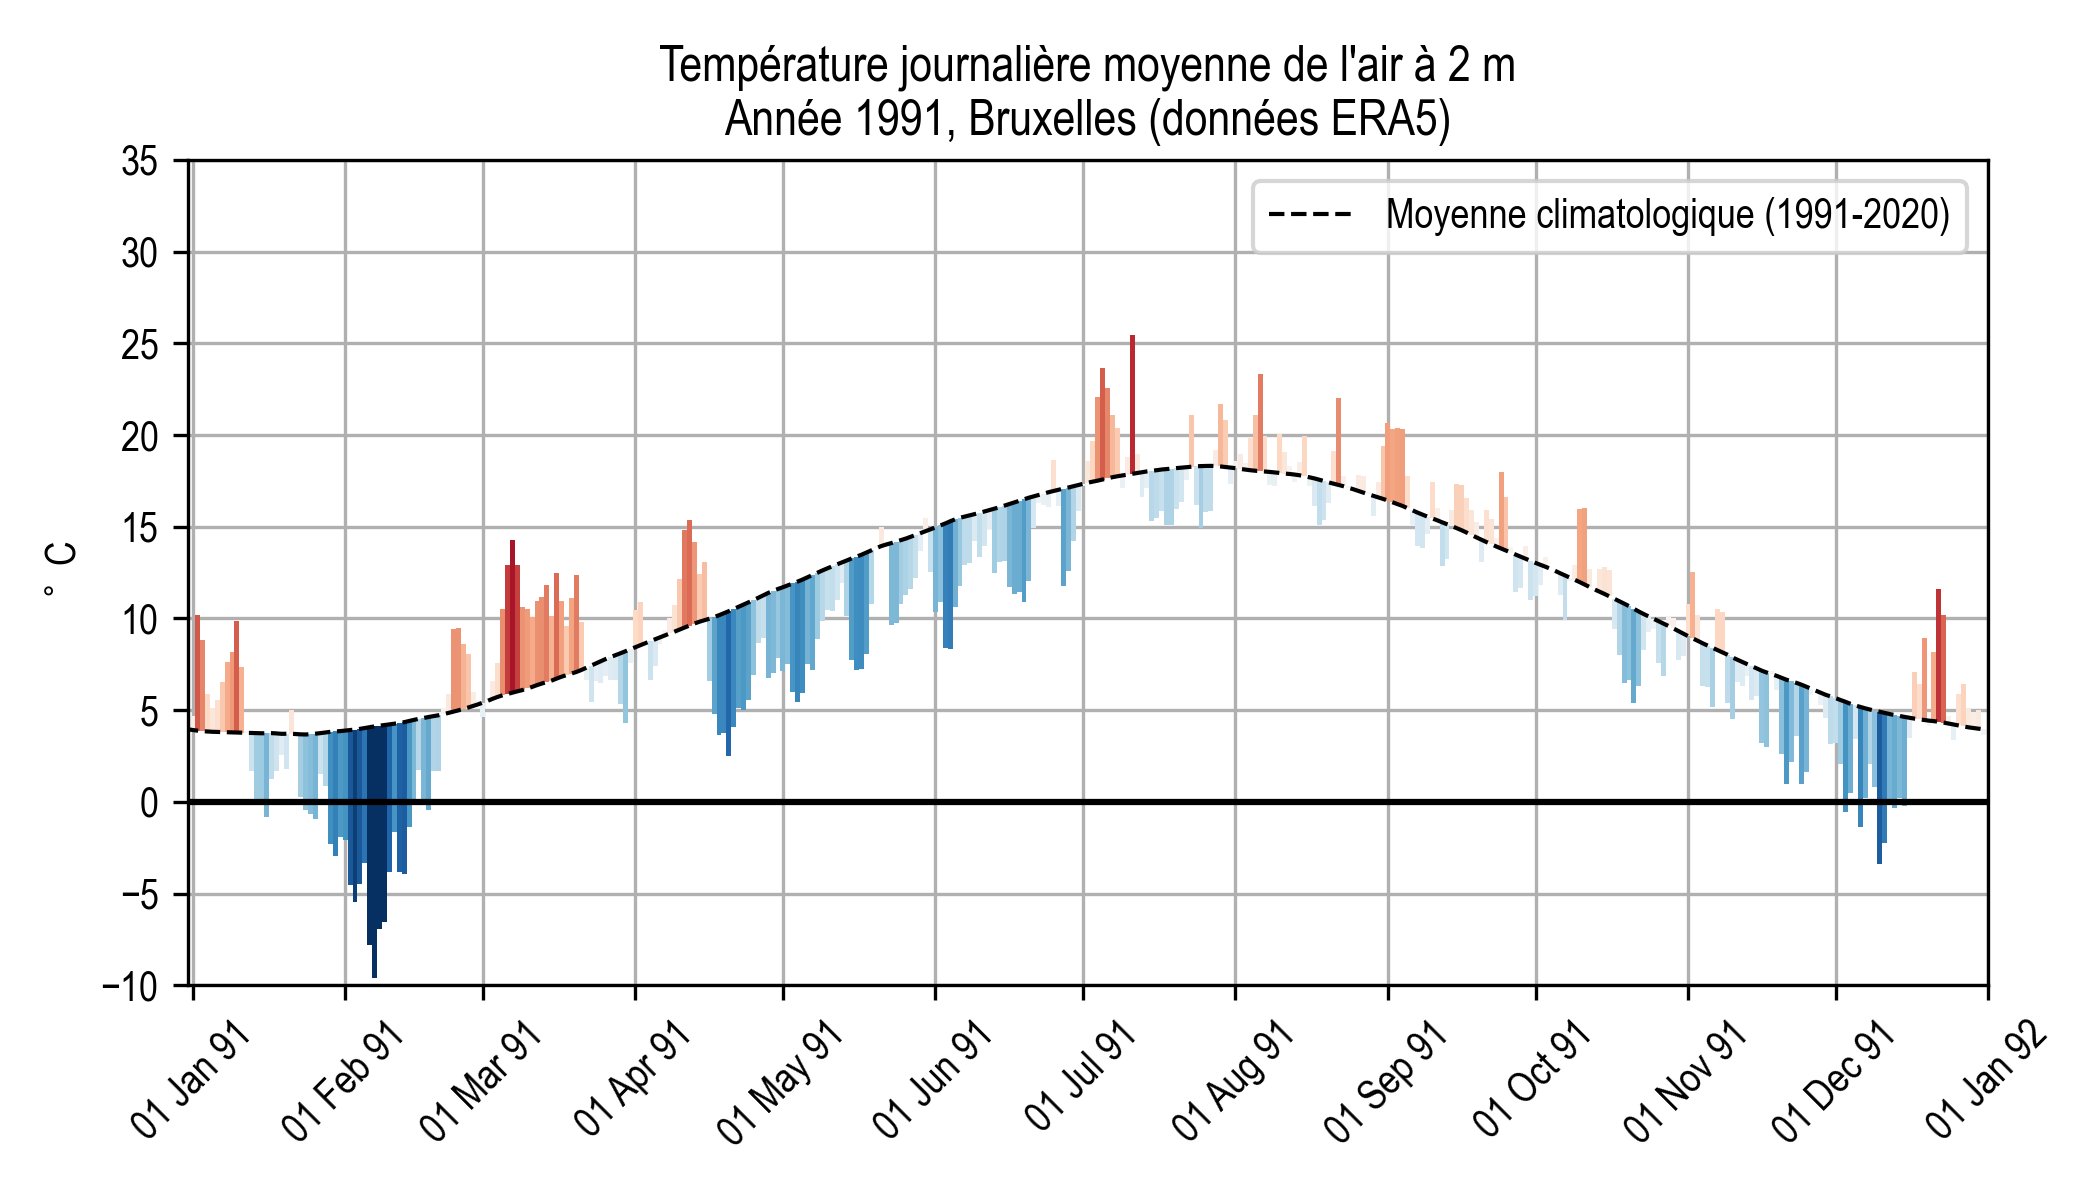 Température journalière moyenne de l'air à 2 m
Année 1991, Bruxelles (données ERA5)
Moyenne climatologique (1991-2020)
° C
35
30
25
20
15
10
5
0
−5
−10
01 Jan 91
01 Feb 91
01 Mar 91
01 Apr 91
01 May 91
01 Jun 91
01 Jul 91
01 Aug 91
01 Sep 91
01 Oct 91
01 Nov 91
01 Dec 91
01 Jan 92